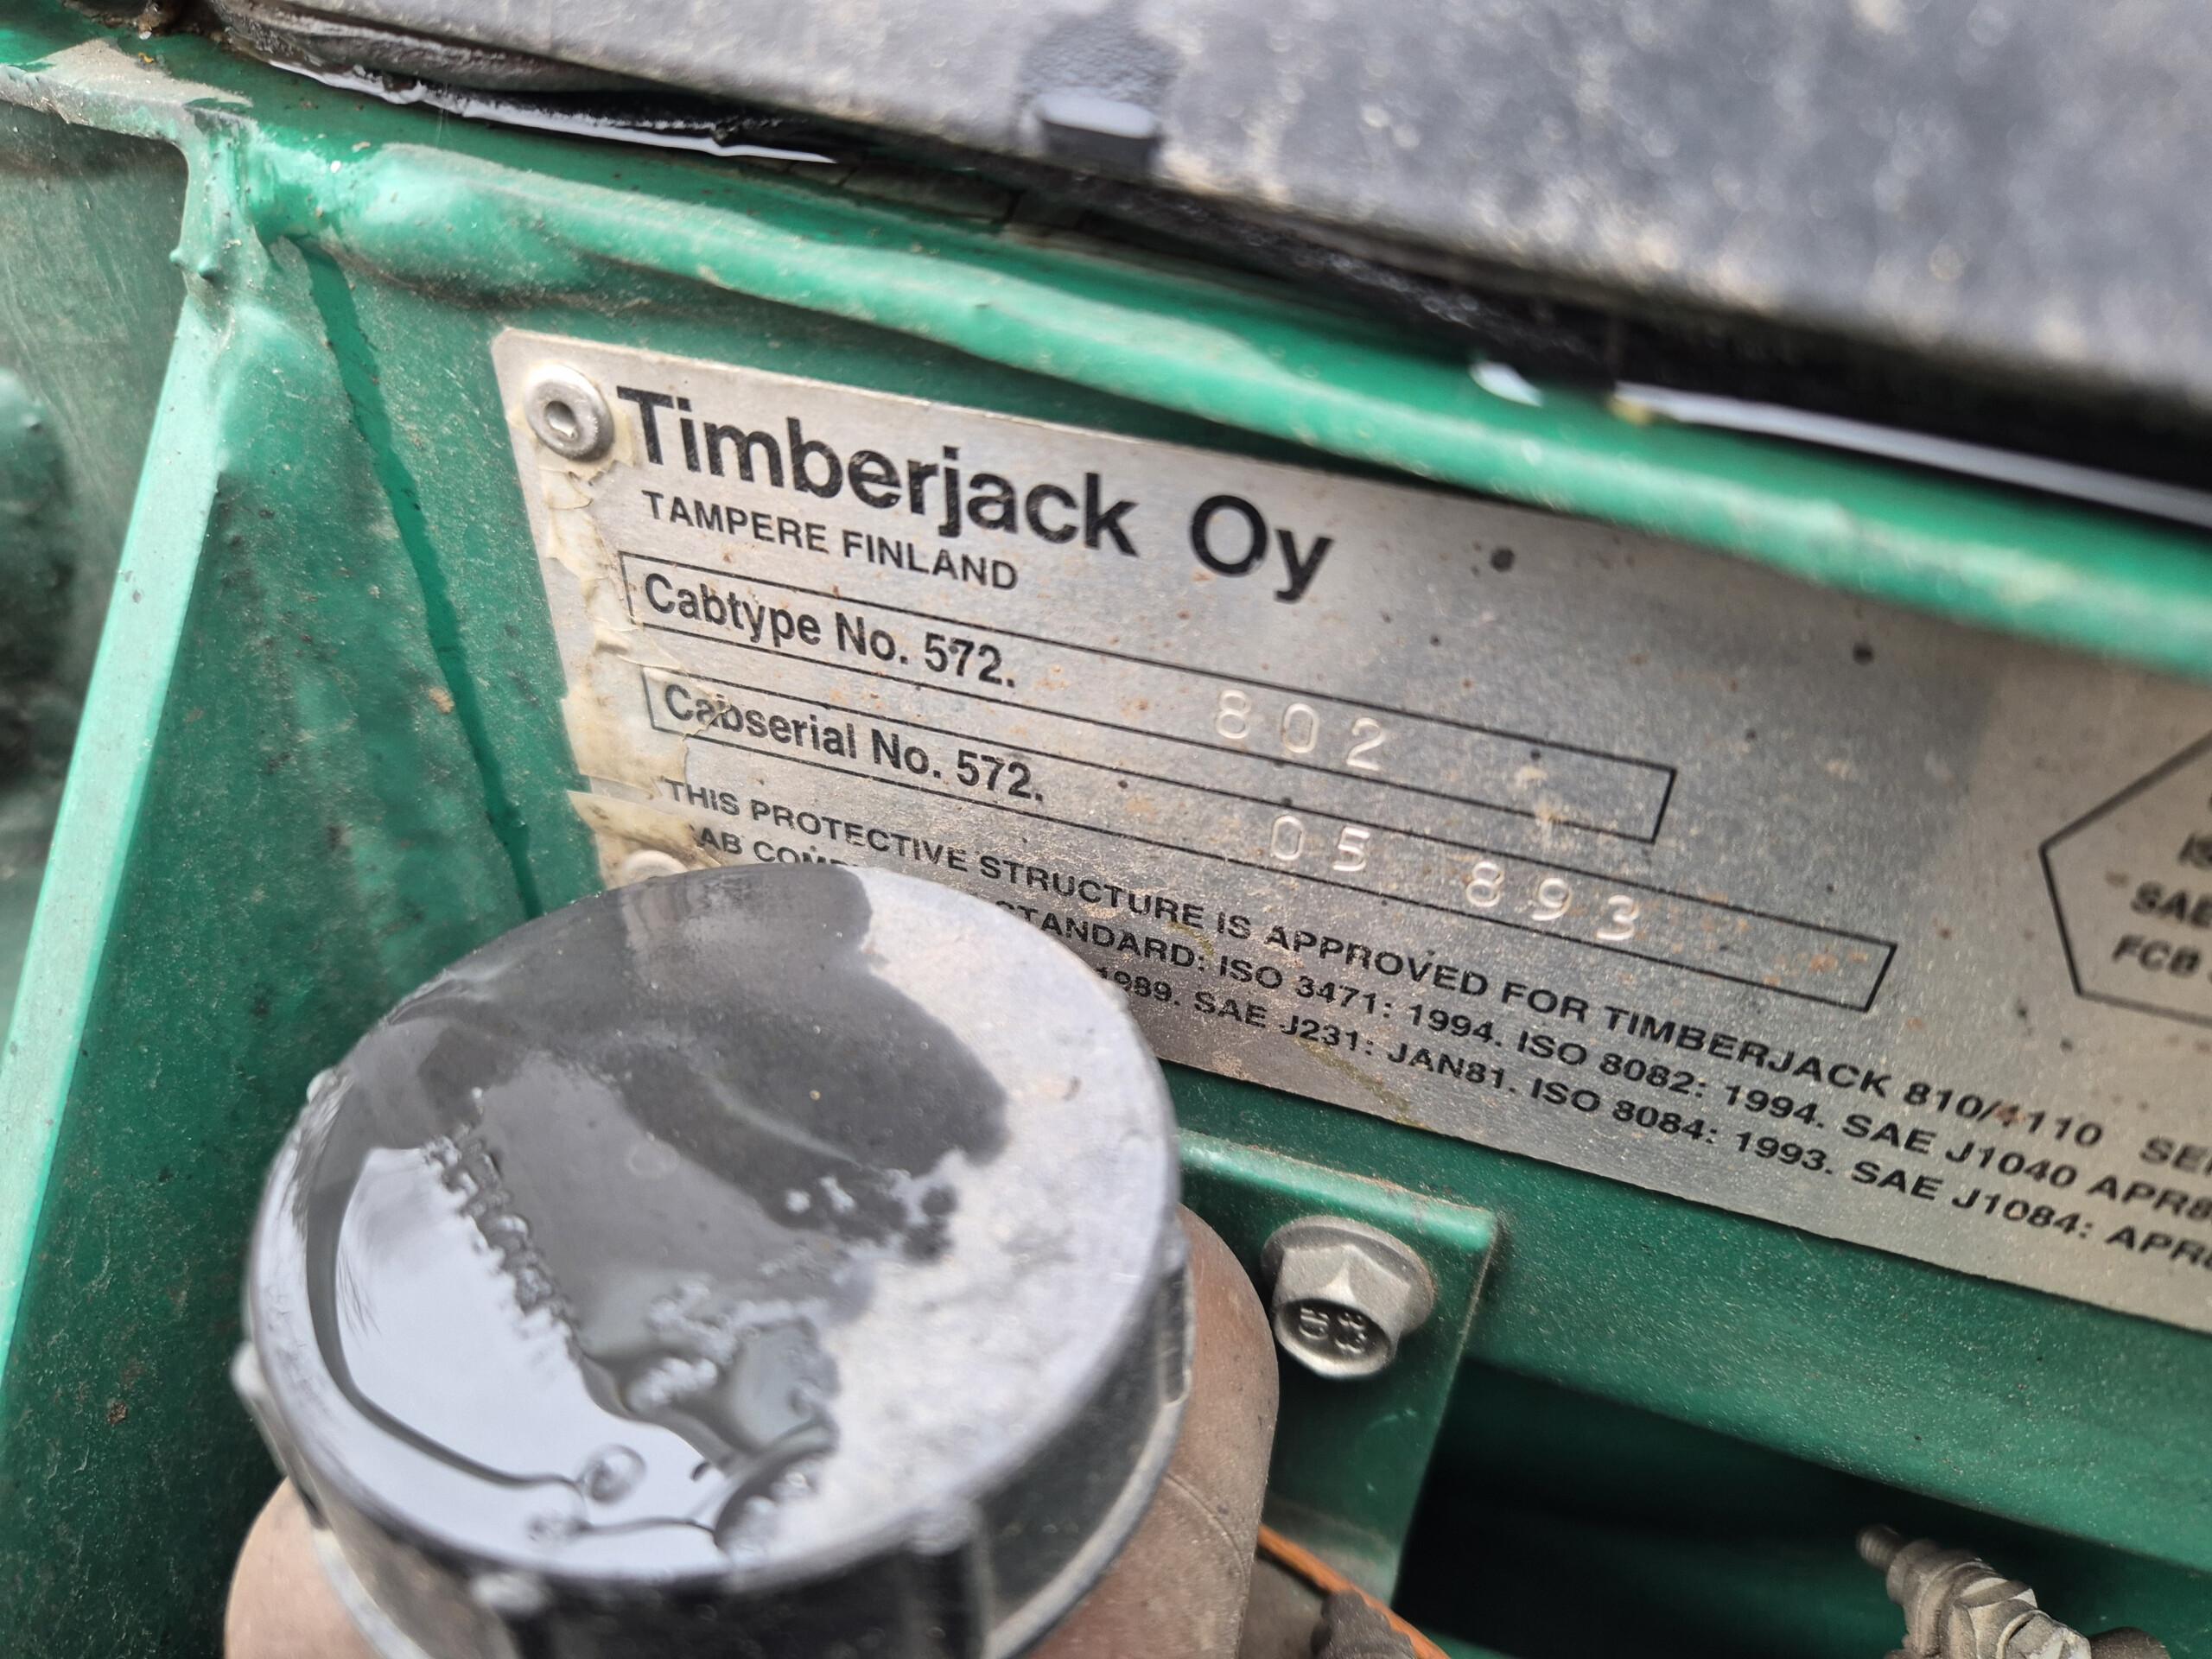 Timberjack Oy
TAMPERE FINLAND
Cabtype No. 572. 802
Cabserial No. 572. 05 893
THIS PROTECTIVE STRUCTURE IS APPROVED FOR TIMBERJACK 810/1110
STANDARD: ISO 3471: 1994. ISO 8082: 1994. SAE J1040
1989. SAE J231: JAN81. ISO 8084: 1993. SAE J1084:
FCB